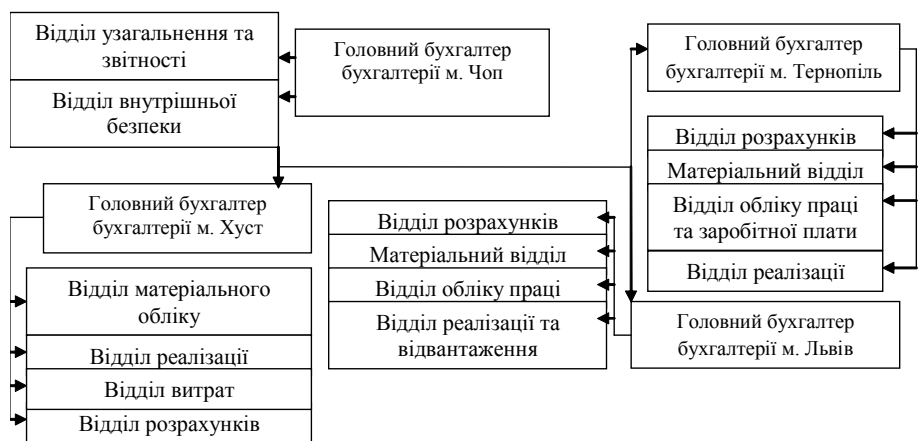 Відділ узагальнення та
звітності
Відділ внутрішньої
безпеки
Головний бухгалтер
бухгалтерії м. Чоп
Головний бухгалтер
бухгалтерії м. Тернопіль
Відділ розрахунків
Матеріальний відділ
Відділ обліку праці
та заробітної плати
Відділ реалізації
Головний бухгалтер
бухгалтерії м. Хуст
Відділ розрахунків
Матеріальний відділ
Відділ обліку праці
Відділ реалізації та
відвантаження
Головний бухгалтер
бухгалтерії м. Львів
Відділ матеріального
обліку
Відділ реалізації
Відділ витрат
Відділ розрахунків